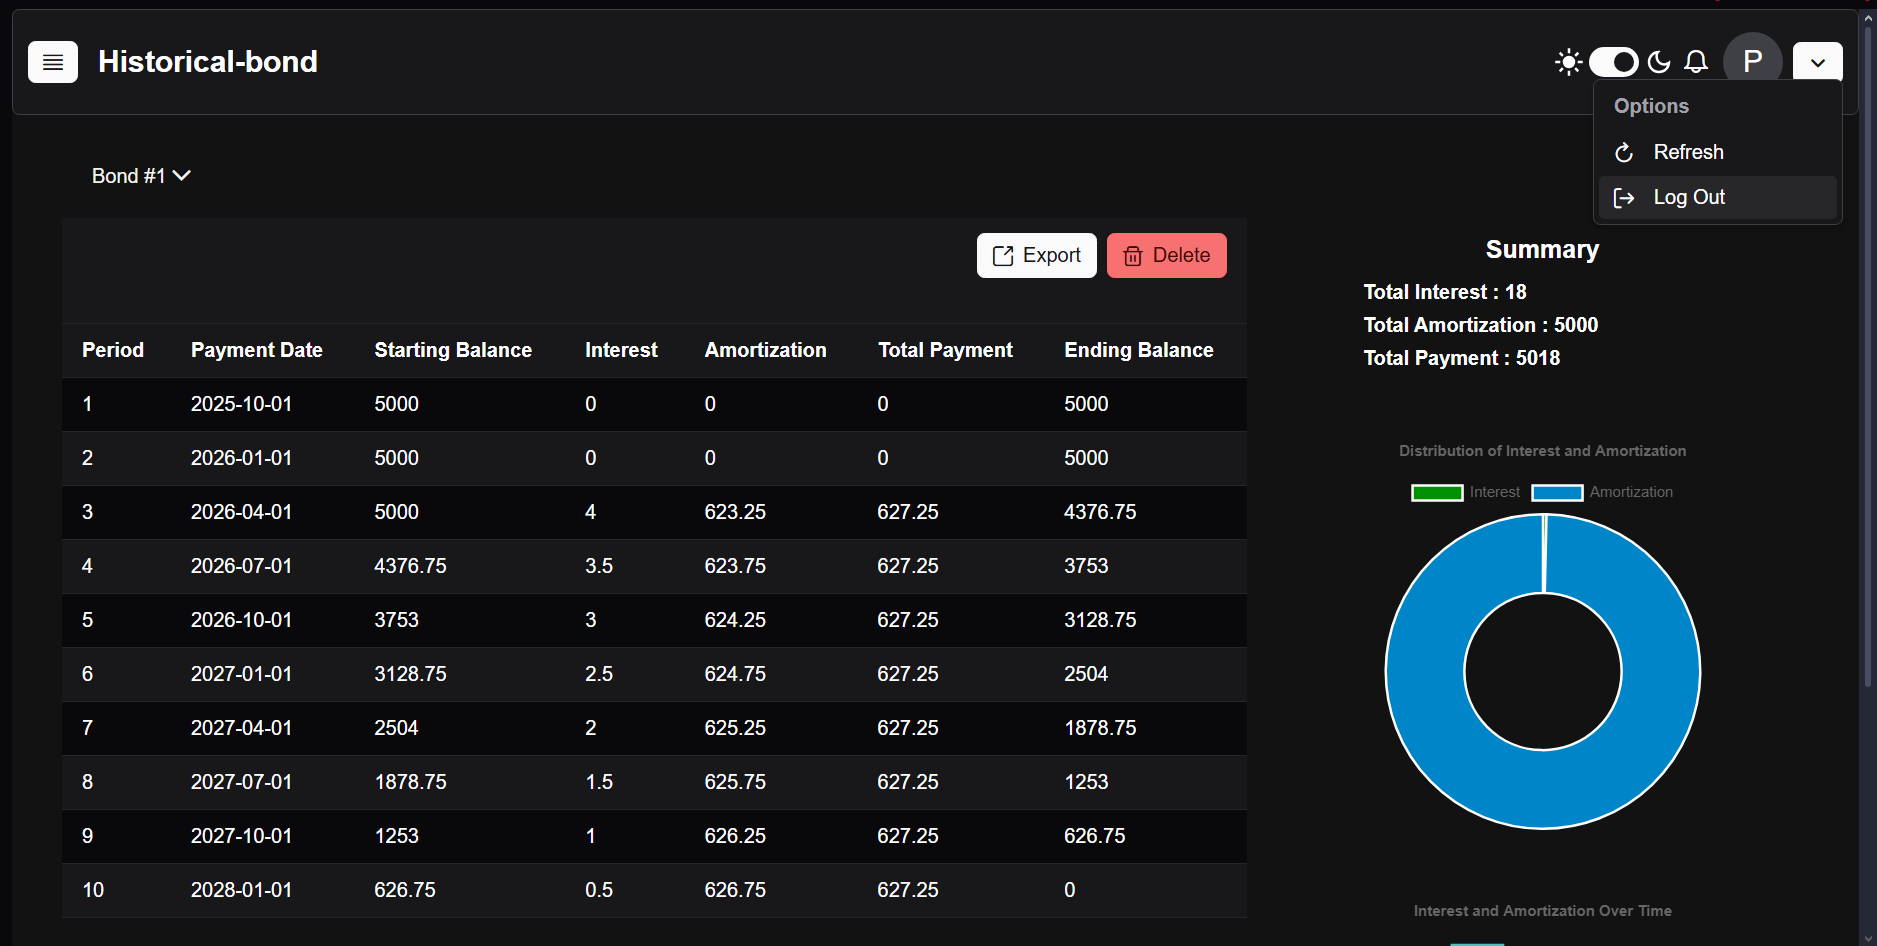 Historical-bond
P
Options
Refresh
Log Out
Bond #1
Export Delete
Summary
Total Interest : 18
Total Amortization : 5000
Total Payment : 5018
Period Payment Date Starting Balance Interest Amortization Total Payment Ending Balance
1 2025-10-01 5000 0 0 0 5000
2 2026-01-01 5000 0 0 0 5000
3 2026-04-01 5000 4 623.25 627.25 4376.75
4 2026-07-01 4376.75 3.5 623.75 627.25 3753
5 2026-10-01 3753 3 624.25 627.25 3128.75
6 2027-01-01 3128.75 2.5 624.75 627.25 2504
7 2027-04-01 2504 2 625.25 627.25 1878.75
8 2027-07-01 1878.75 1.5 625.75 627.25 1253
9 2027-10-01 1253 1 626.25 627.25 626.75
10 2028-01-01 626.75 0.5 626.75 627.25 0
Distribution of Interest and Amortization
Interest Amortization
Interest and Amortization Over Time